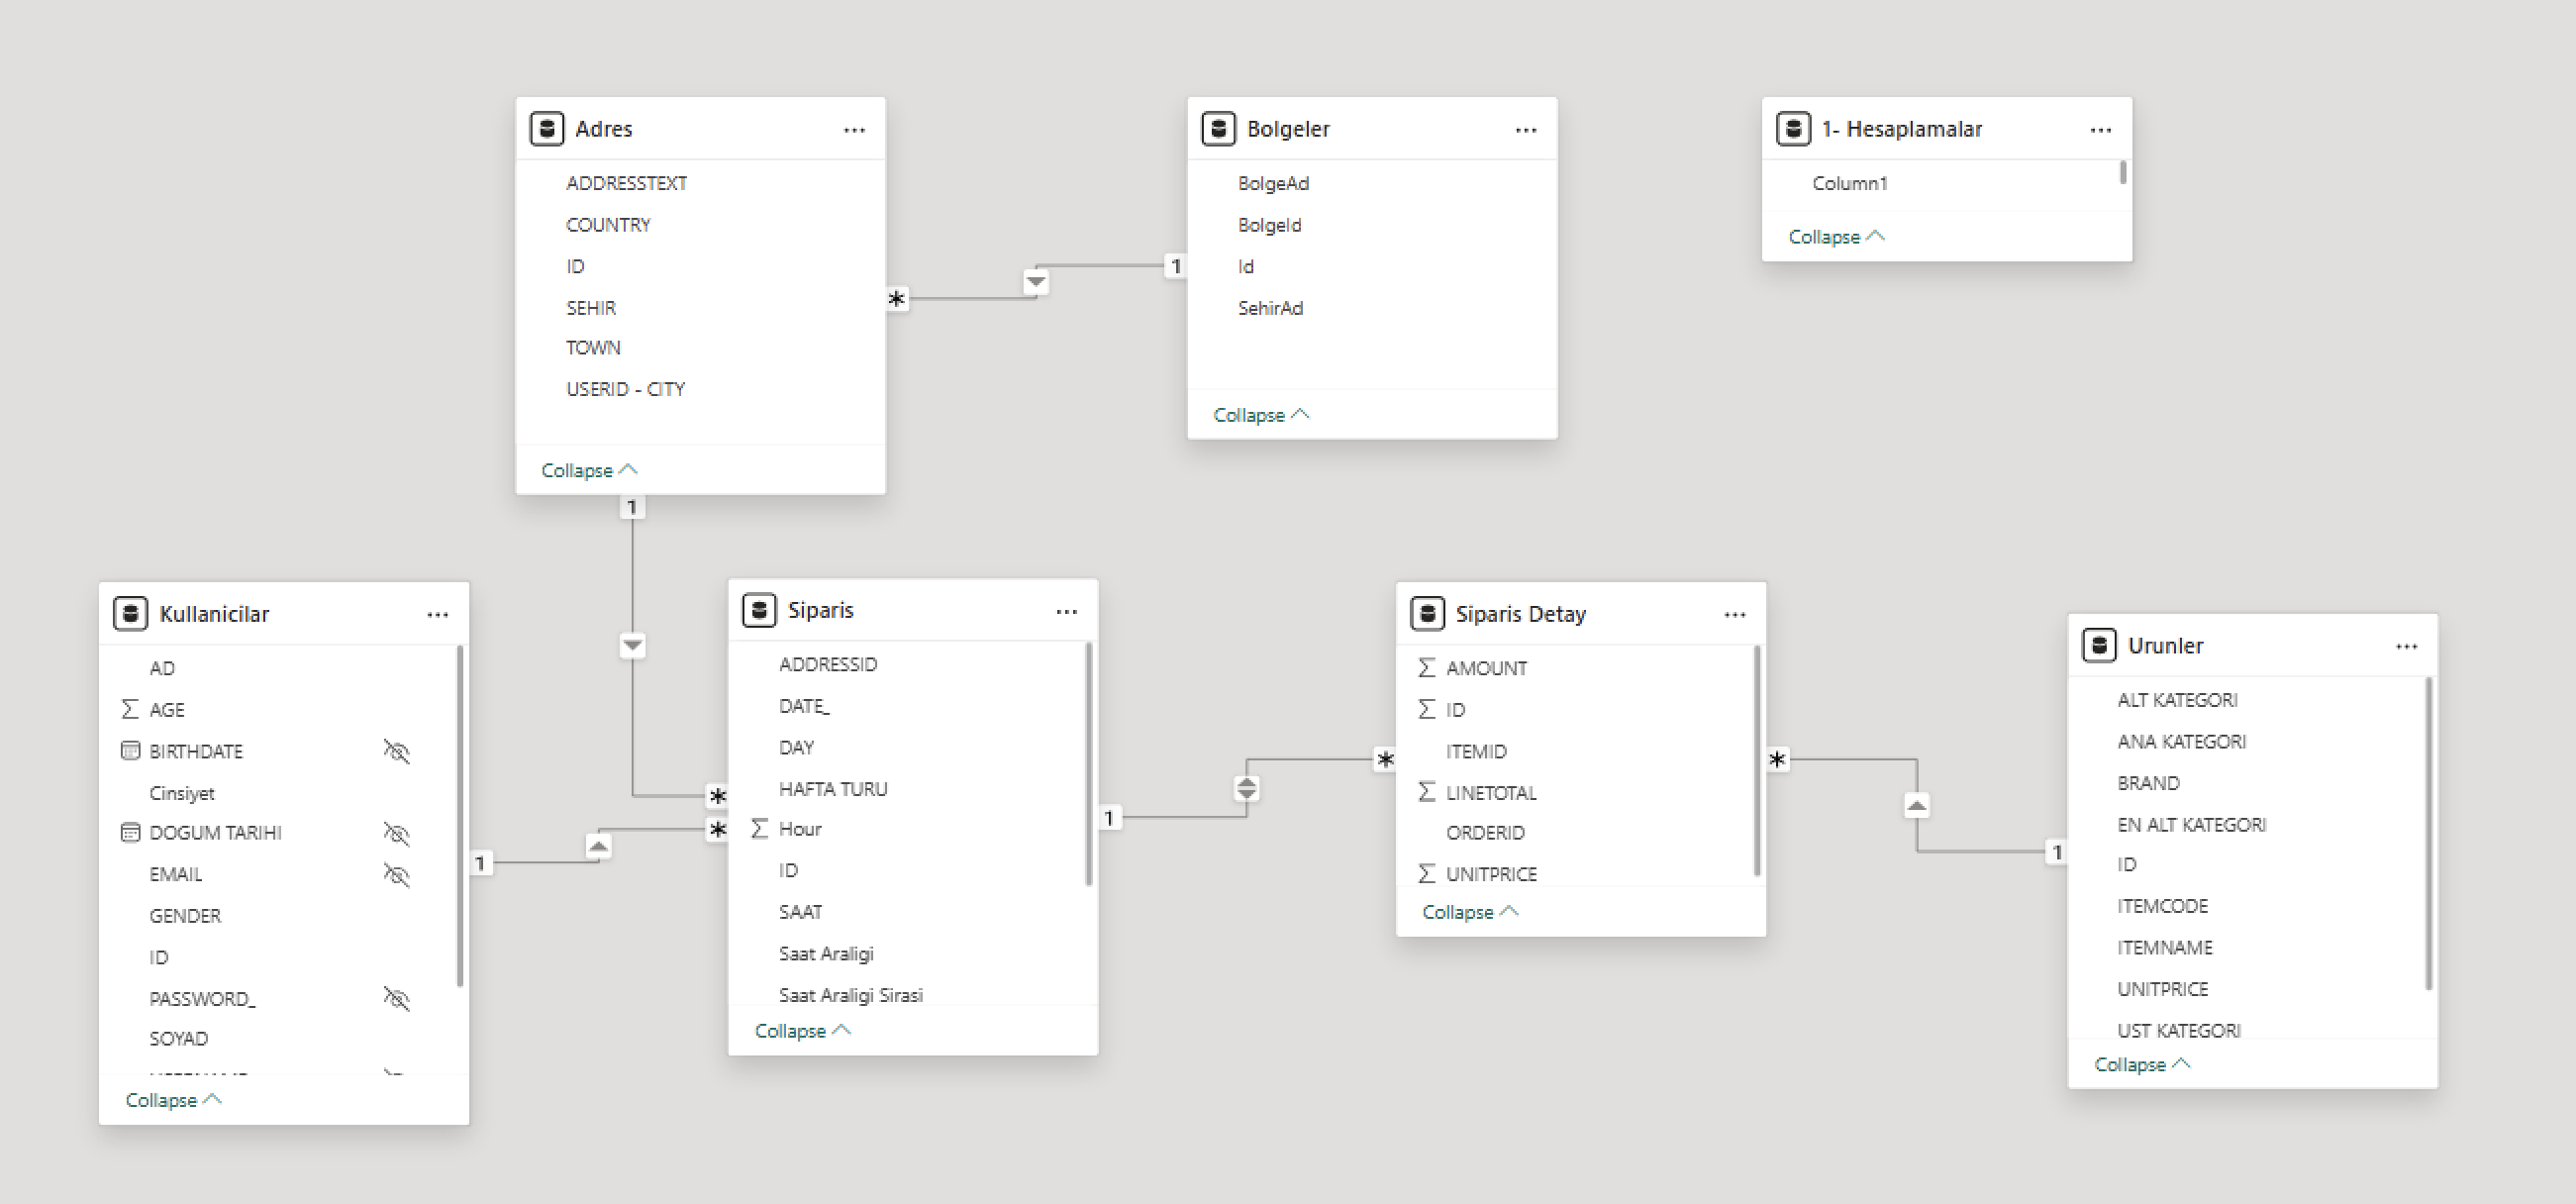 Adres
ADDRESSTEXT
COUNTRY
ID
SEHIR
TOWN
USERID - CITY
Collapse
Bolgeler
BolgeAd
BolgeId
Id
SehirAd
Collapse
1- Hesaplamalar
Column1
Collapse
*
1
1
Kullanicilar
AD
AGE
BIRTHDATE
Cinsiyet
DOGUM TARIHI
EMAIL
GENDER
ID
PASSWORD_
SOYAD
Collapse
1
*
*
Siparis
ADDRESSID
DATE_
DAY
HAFTA TURU
Hour
ID
SAAT
Saat Araligi
Saat Araligi Sirasi
Collapse
1
*
Siparis Detay
AMOUNT
ID
ITEMID
LINETOTAL
ORDERID
UNITPRICE
Collapse
*
1
Urunler
ALT KATEGORI
ANA KATEGORI
BRAND
EN ALT KATEGORI
ID
ITEMCODE
ITEMNAME
UNITPRICE
UST KATEGORI
Collapse